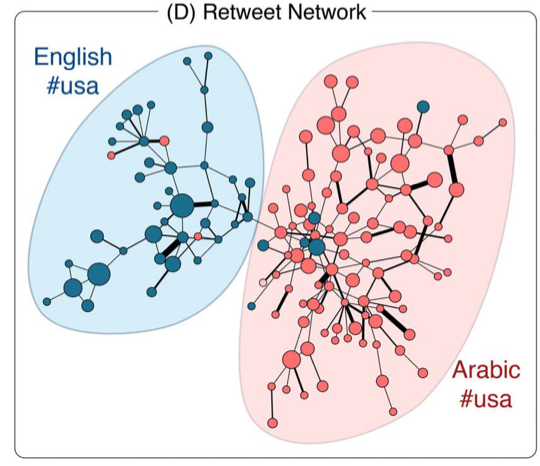 (D) Retweet Network
English
#usa
Arabic
#usa